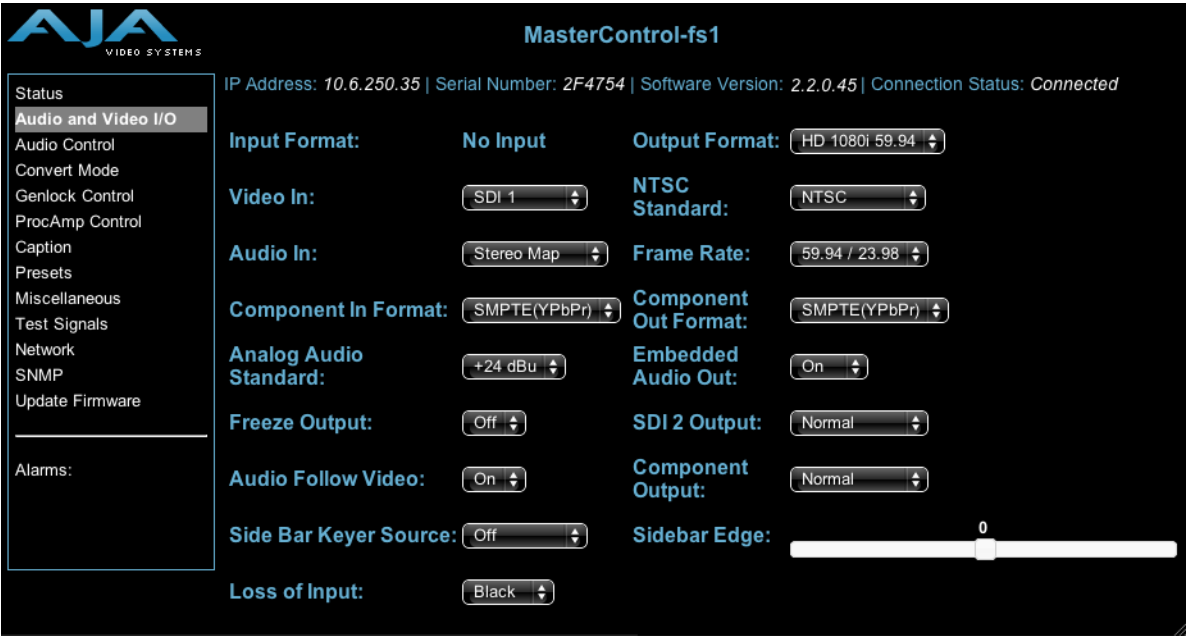 AJA
VIDEO SYSTEMS
MasterControl-fs1
IP Address: 10.6.250.35 | Serial Number: 2F4754 | Software Version: 2.2.0.45 | Connection Status: Connected
Status
Audio and Video I/O
Audio Control
Convert Mode
Genlock Control
ProcAmp Control
Caption
Presets
Miscellaneous
Test Signals
Network
SNMP
Update Firmware
Alarms:
Input Format: No Input
Output Format: HD 1080i 59.94
Video In: SDI 1
NTSC
Standard: NTSC
Audio In: Stereo Map
Frame Rate: 59.94 / 23.98
Component In Format: SMPTE(YPbPr)
Component
Out Format: SMPTE(YPbPr)
Analog Audio
Standard: +24 dBu
Embedded
Audio Out: On
Freeze Output: Off
SDI 2 Output: Normal
Audio Follow Video: On
Component
Output: Normal
Side Bar Keyer Source: Off
Sidebar Edge: 0
Loss of Input: Black